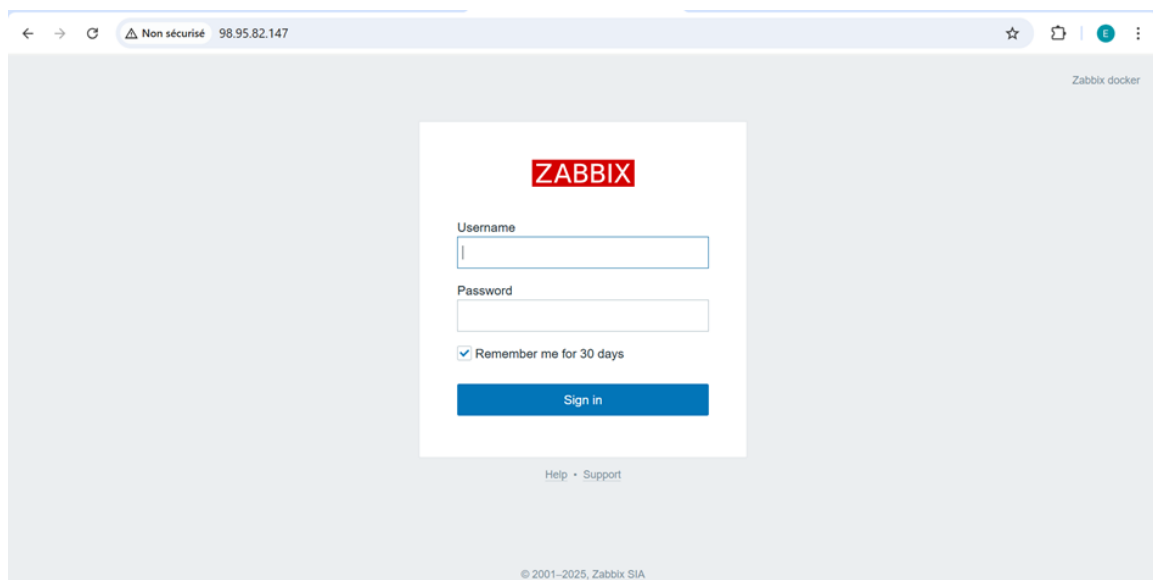 Non sécurisé 98.95.82.147
E
Zabbix docker
ZABBIX
Username
Password
Remember me for 30 days
Sign in
Help • Support
© 2001–2025, Zabbix SIA